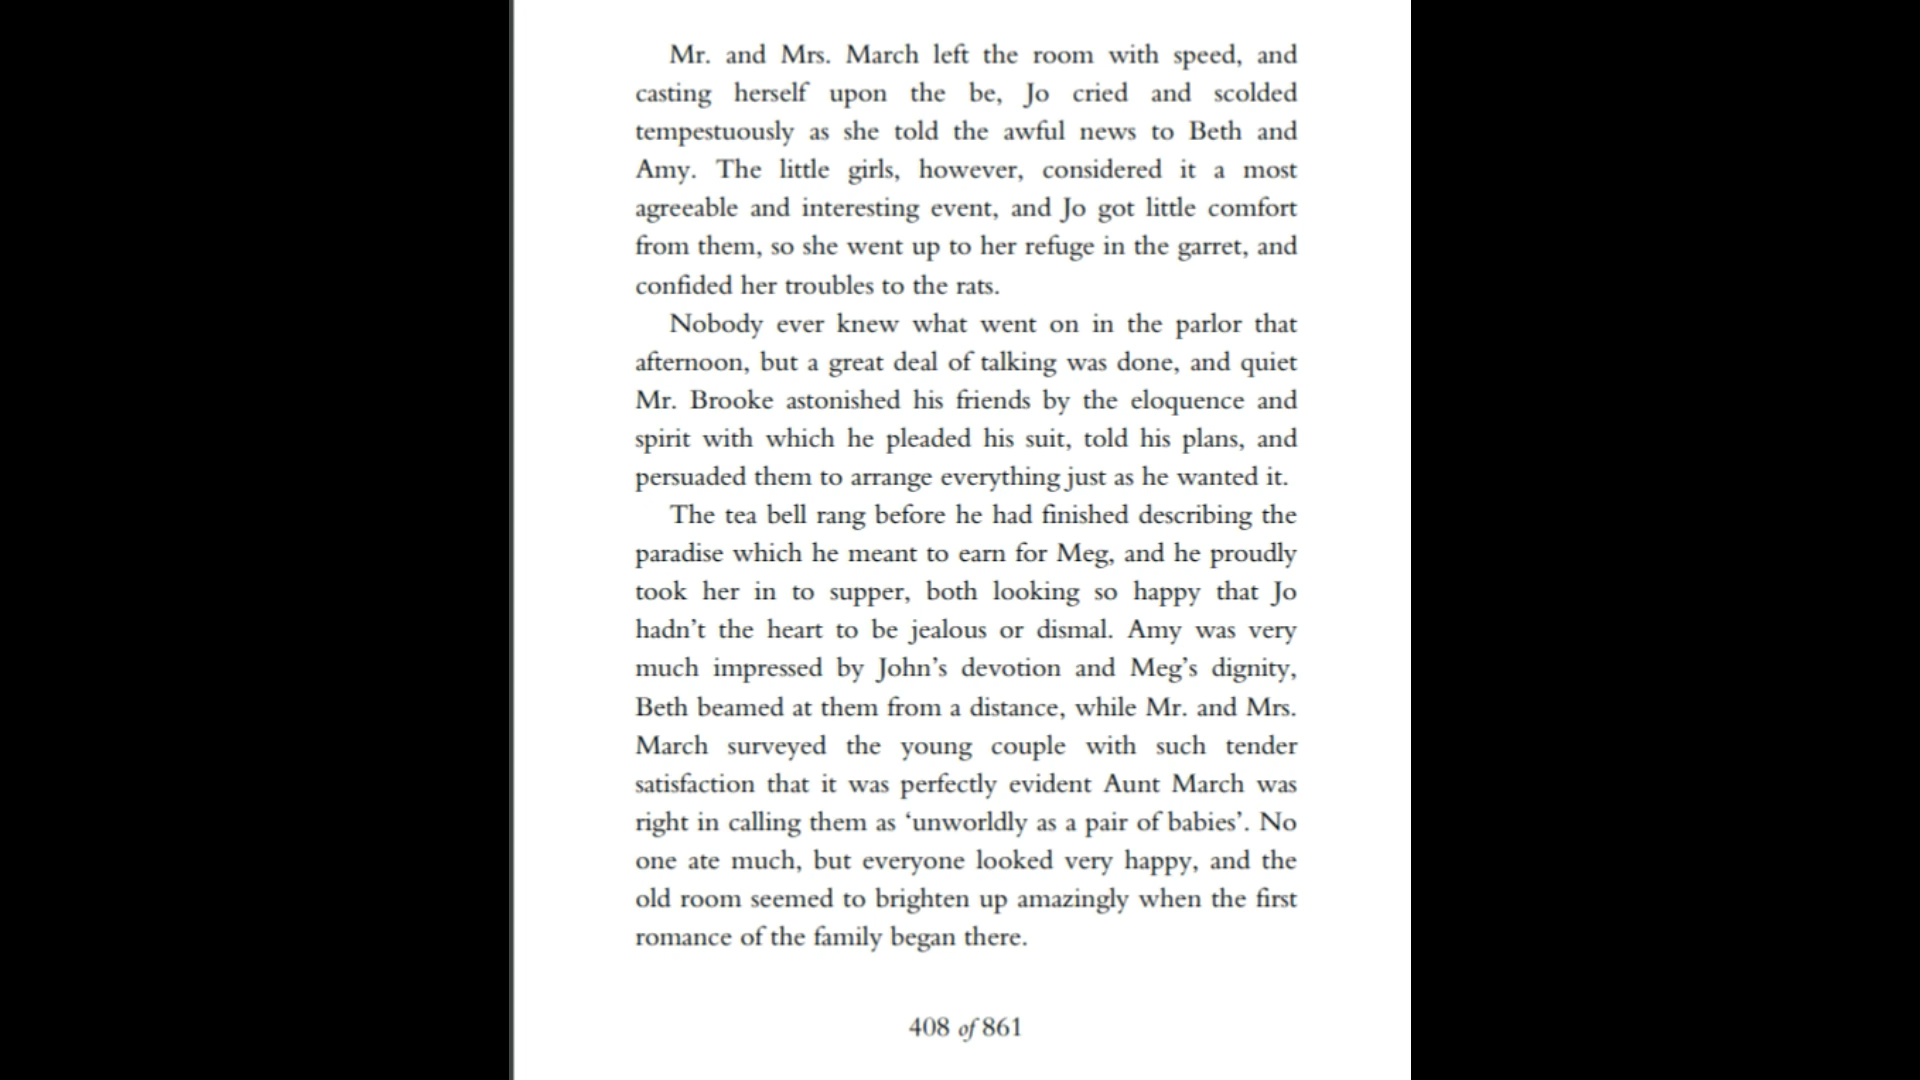 Mr. and Mrs. March left the room with speed, and
casting herself upon the be, Jo cried and scolded
tempestuously as she told the awful news to Beth and
Amy. The little girls, however, considered it a most
agreeable and interesting event, and Jo got little comfort
from them, so she went up to her refuge in the garret, and
confided her troubles to the rats.
Nobody ever knew what went on in the parlor that
afternoon, but a great deal of talking was done, and quiet
Mr. Brooke astonished his friends by the eloquence and
spirit with which he pleaded his suit, told his plans, and
persuaded them to arrange everything just as he wanted it.
The tea bell rang before he had finished describing the
paradise which he meant to earn for Meg, and he proudly
took her in to supper, both looking so happy that Jo
hadn’t the heart to be jealous or dismal. Amy was very
much impressed by John’s devotion and Meg’s dignity,
Beth beamed at them from a distance, while Mr. and Mrs.
March surveyed the young couple with such tender
satisfaction that it was perfectly evident Aunt March was
right in calling them as ‘unworldly as a pair of babies’. No
one ate much, but everyone looked very happy, and the
old room seemed to brighten up amazingly when the first
romance of the family began there.
408 of 861